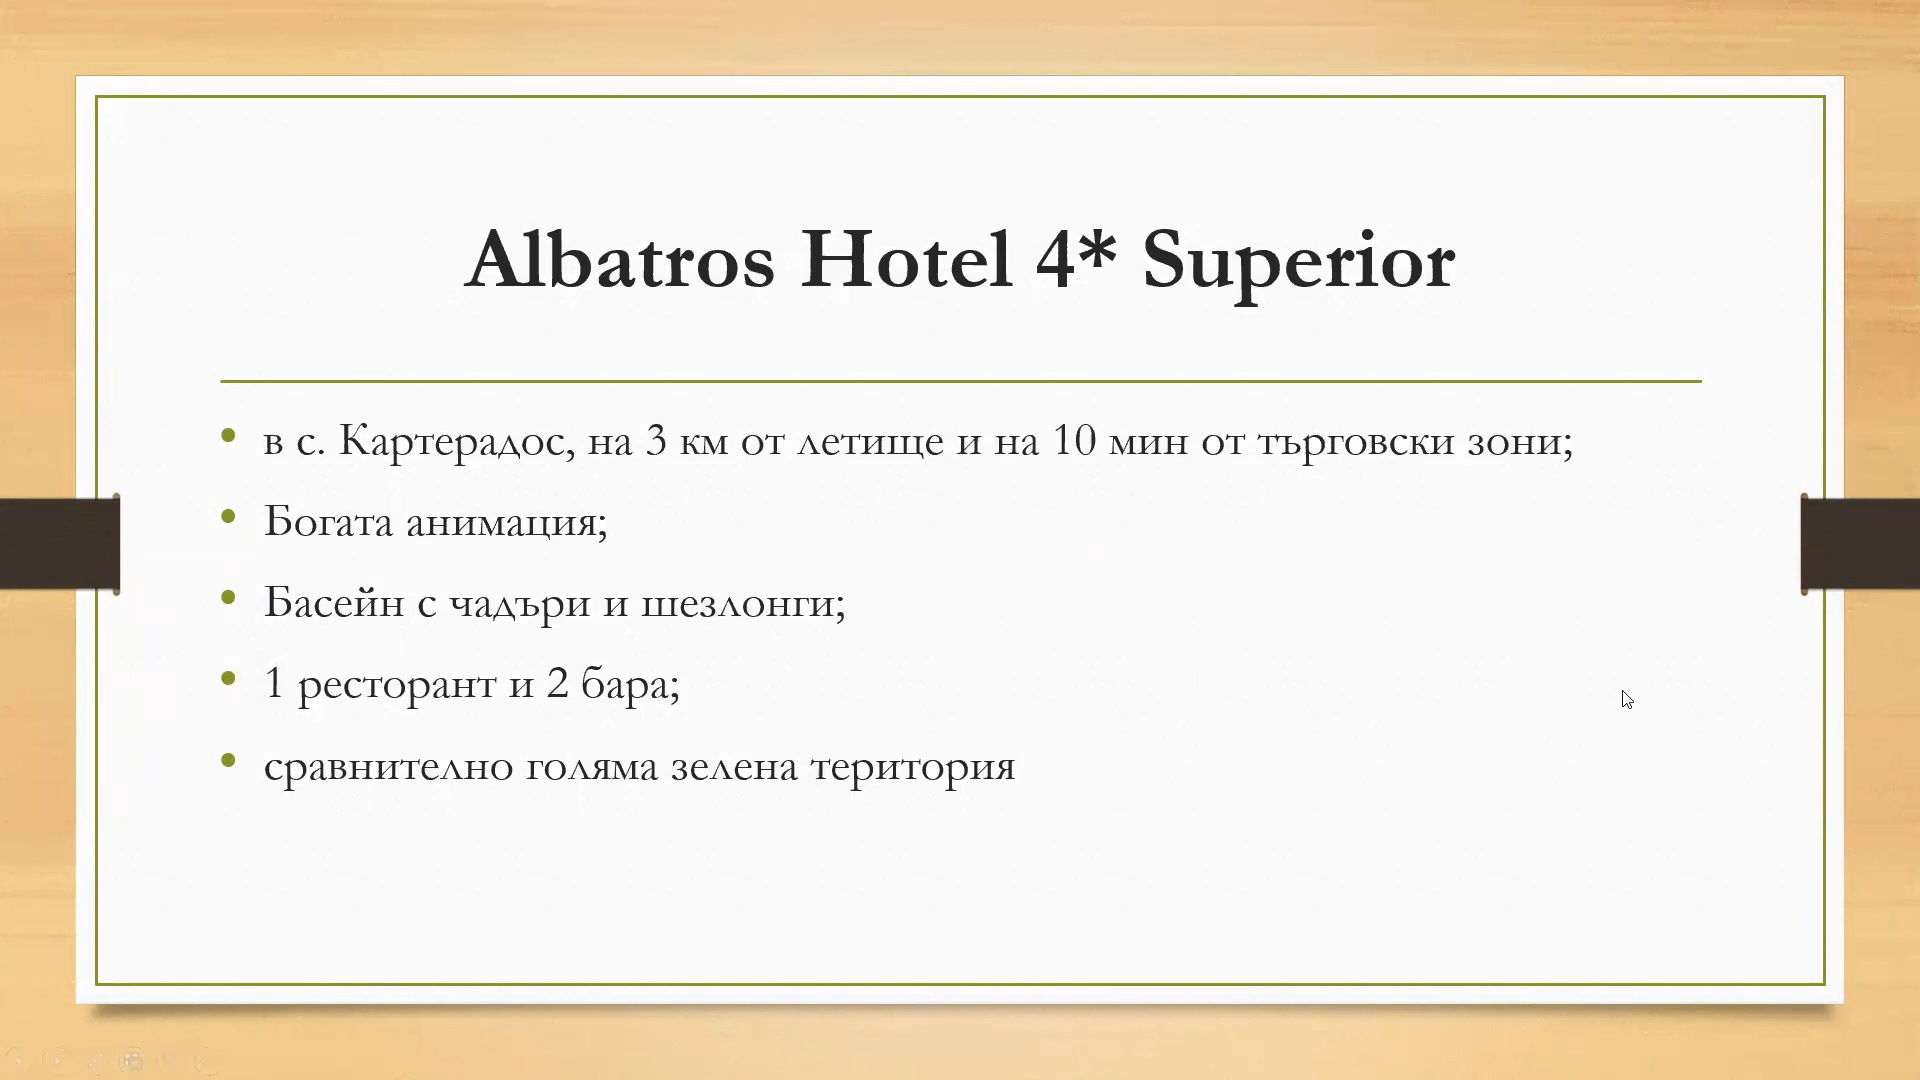 Albatros Hotel 4* Superior
в с. Картерадос, на 3 км от летище и на 10 мин от търговски зони;
Богата анимация;
Басейн с чадъри и шезлонги;
1 ресторант и 2 бара;
сравнително голяма зелена територия